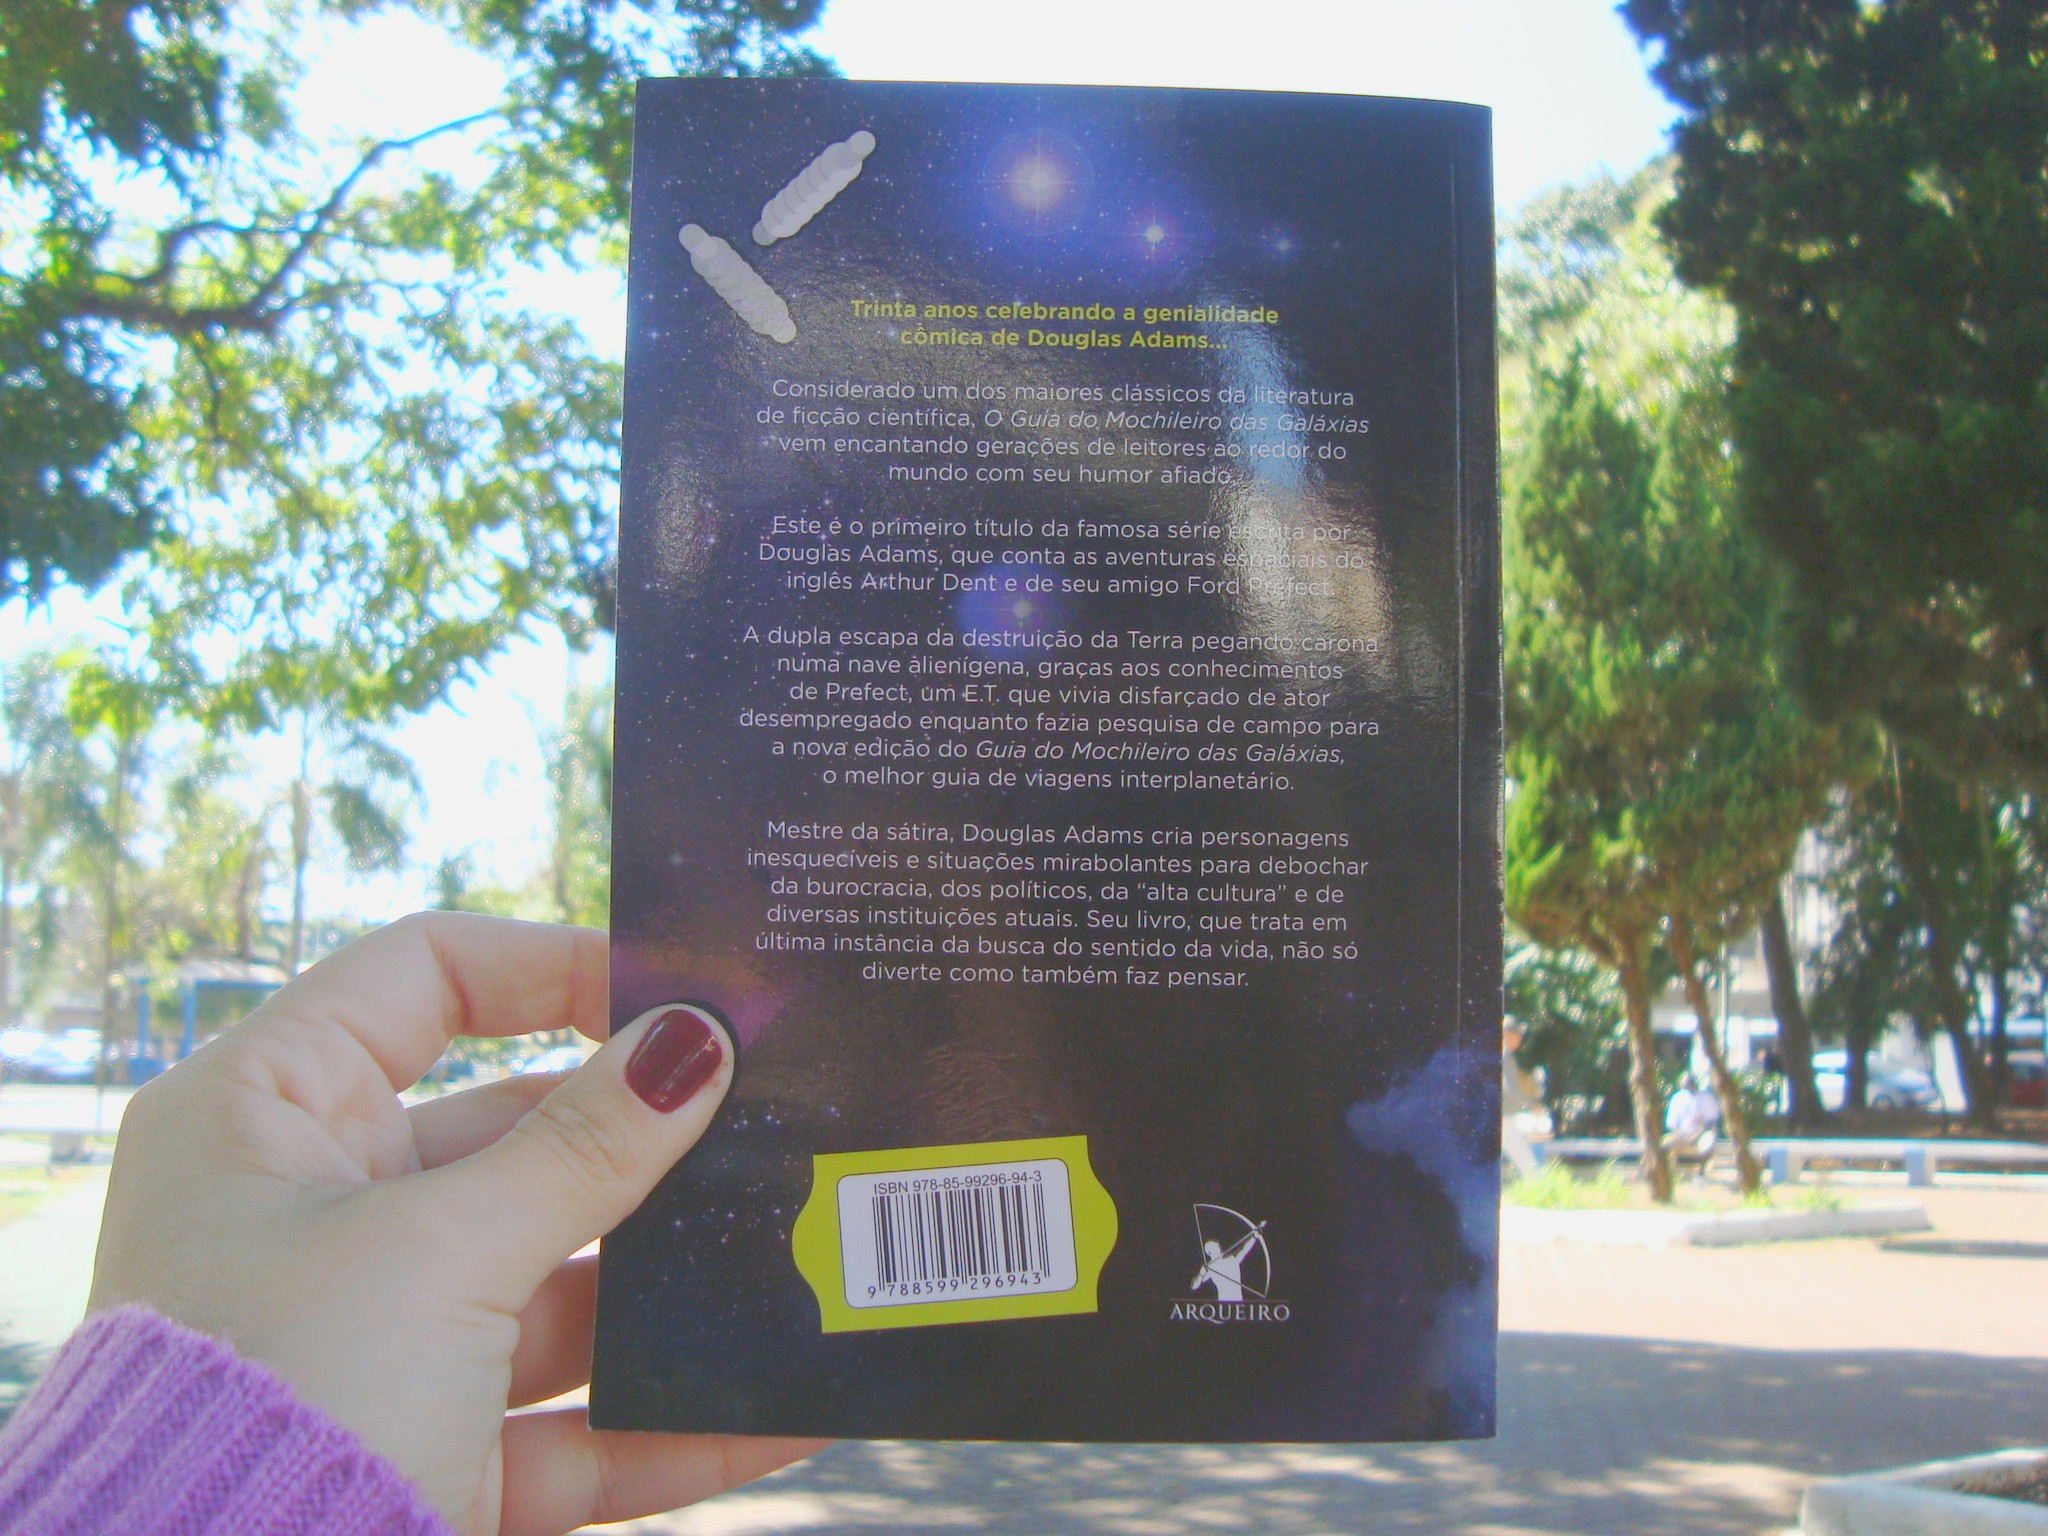 Trinta anos celebrando a genialidade
cômica de Douglas Adams...
Considerado um dos maiores clássicos da literatura
de ficção científica, O Guia do Mochileiro das Galáxias
vem encantando gerações de leitores ao redor do
mundo com seu humor afiado.
Este é o primeiro título da famosa série escrita por
Douglas Adams, que conta as aventuras espaciais do
inglês Arthur Dent e de seu amigo Ford Prefect.
A dupla escapa da destruição da Terra pegando carona
numa nave alienígena, graças aos conhecimentos
de Prefect, um E.T. que vivia disfarçado de ator
desempregado enquanto fazia pesquisa de campo para
a nova edição do Guia do Mochileiro das Galáxias,
o melhor guia de viagens interplanetário.
Mestre da sátira, Douglas Adams cria personagens
inesquecíveis e situações mirabolantes para debochar
da burocracia, dos políticos, da “alta cultura” e de
diversas instituições atuais. Seu livro, que trata em
última instância da busca do sentido da vida, não só
diverte como também faz pensar.
ISBN 978-85-99296-94-3
9 788599 296943
ARQUEIRO